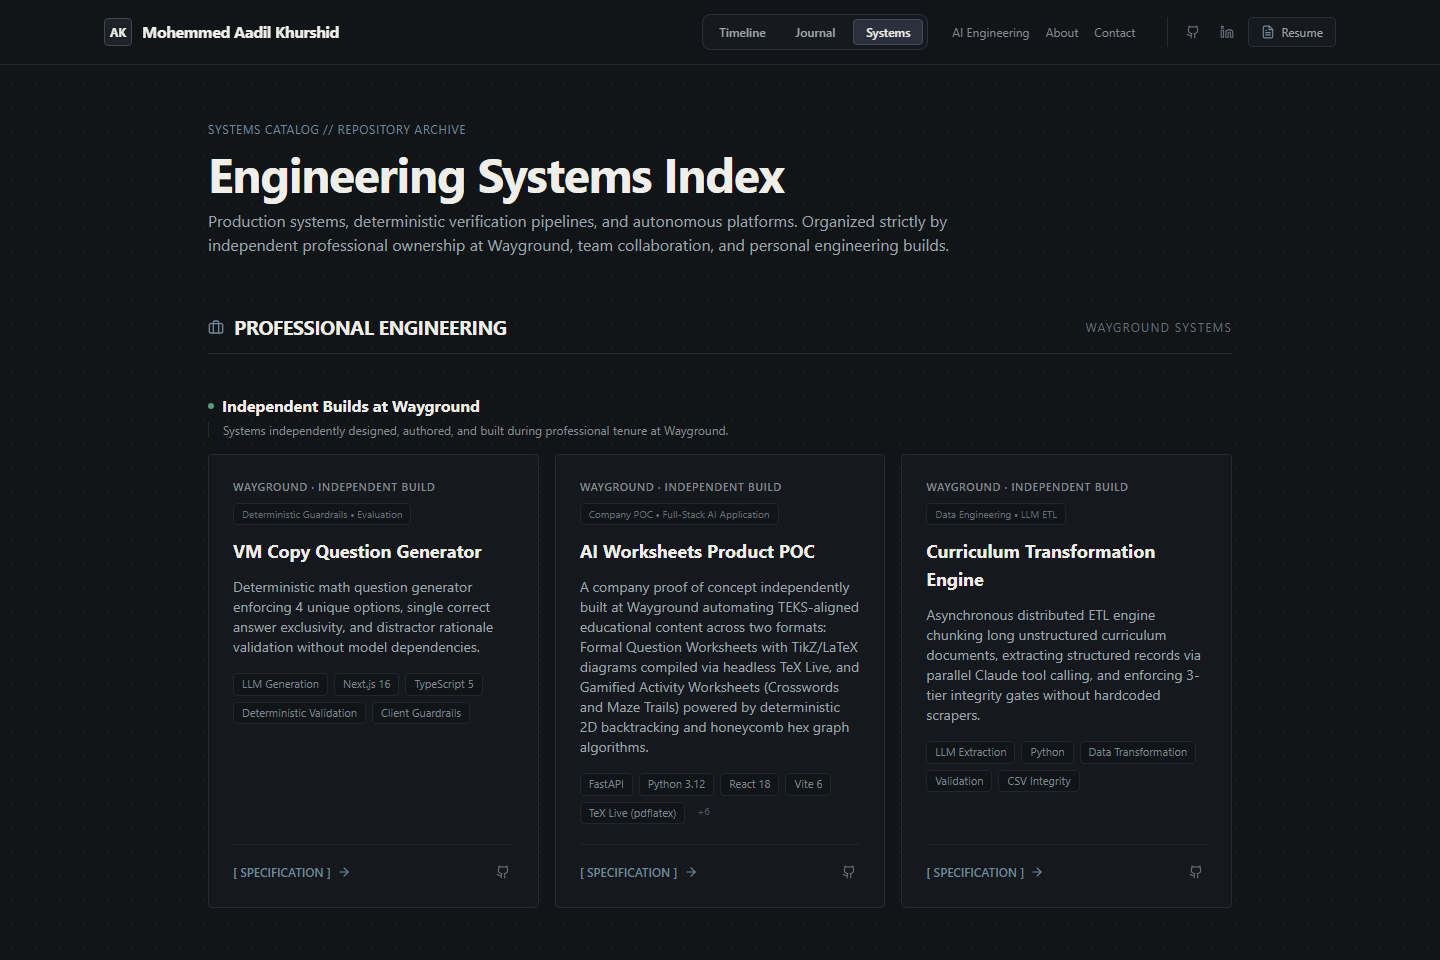 AK Mohemmed Aadil Khurshid Timeline Journal Systems AI Engineering About Contact Resume
SYSTEMS CATALOG // REPOSITORY ARCHIVE
Engineering Systems Index
Production systems, deterministic verification pipelines, and autonomous platforms. Organized strictly by
independent professional ownership at Wayground, team collaboration, and personal engineering builds.
PROFESSIONAL ENGINEERING WAYGROUND SYSTEMS
Independent Builds at Wayground
Systems independently designed, authored, and built during professional tenure at Wayground.
WAYGROUND · INDEPENDENT BUILD
Deterministic Guardrails • Evaluation
VM Copy Question Generator
Deterministic math question generator
enforcing 4 unique options, single correct
answer exclusivity, and distractor rationale
validation without model dependencies.
LLM Generation Next.js 16 TypeScript 5
Deterministic Validation Client Guardrails
[ SPECIFICATION ] →
WAYGROUND · INDEPENDENT BUILD
Company POC • Full-Stack AI Application
AI Worksheets Product POC
A company proof of concept independently
built at Wayground automating TEKS-aligned
educational content across two formats:
Formal Question Worksheets with TikZ/LaTeX
diagrams compiled via headless TeX Live, and
Gamified Activity Worksheets (Crosswords
and Maze Trails) powered by deterministic
2D backtracking and honeycomb hex graph
algorithms.
FastAPI Python 3.12 React 18 Vite 6
TeX Live (pdflatex) +6
[ SPECIFICATION ] →
WAYGROUND · INDEPENDENT BUILD
Data Engineering • LLM ETL
Curriculum Transformation
Engine
Asynchronous distributed ETL engine
chunking long unstructured curriculum
documents, extracting structured records via
parallel Claude tool calling, and enforcing 3-
tier integrity gates without hardcoded
scrapers.
LLM Extraction Python Data Transformation
Validation CSV Integrity
[ SPECIFICATION ] →